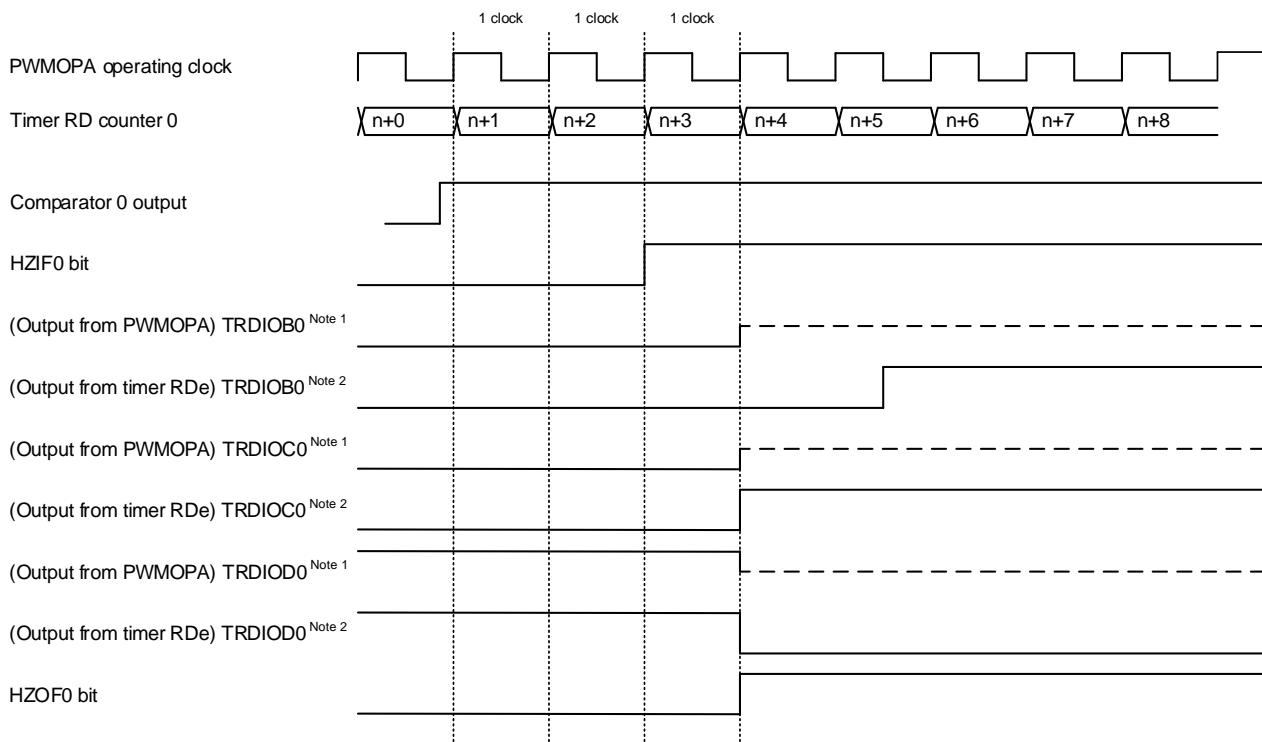 1 clock 1 clock 1 clock
PWMOPA operating clock
Timer RD counter 0 n+0 n+1 n+2 n+3 n+4 n+5 n+6 n+7 n+8
Comparator 0 output
HZIF0 bit
(Output from PWMOPA) TRDIOB0 Note 1
(Output from timer RDe) TRDIOB0 Note 2
(Output from PWMOPA) TRDIOC0 Note 1
(Output from timer RDe) TRDIOC0 Note 2
(Output from PWMOPA) TRDIOD0 Note 1
(Output from timer RDe) TRDIOD0 Note 2
HZOF0 bit